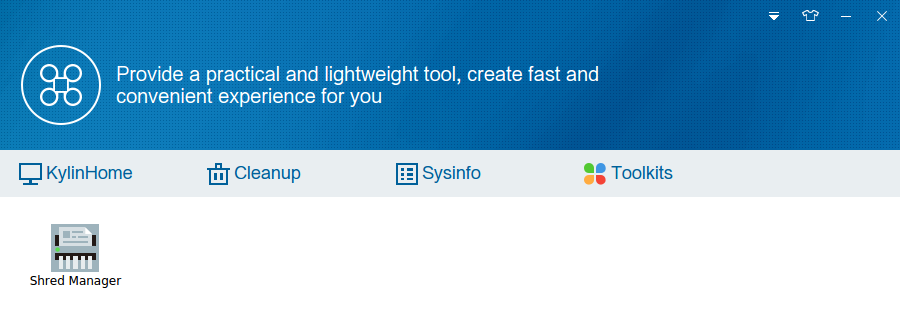 Provide a practical and lightweight tool, create fast and
convenient experience for you
KylinHome
Cleanup
Sysinfo
Toolkits
Shred Manager